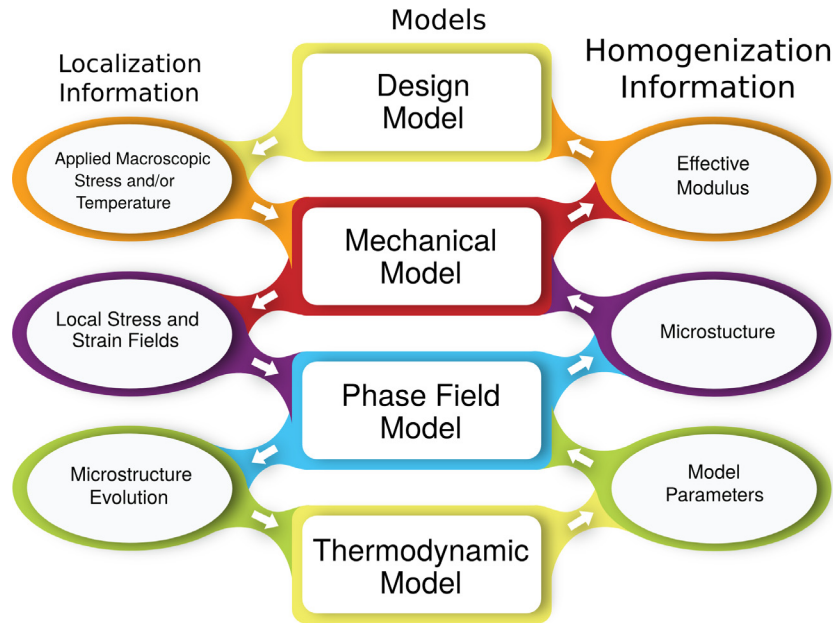 Models
Localization
Information
Homogenization
Information
Design
Model
Applied Macroscopic
Stress and/or
Temperature
Effective
Modulus
Mechanical
Model
Local Stress and
Strain Fields
Microstucture
Phase Field
Model
Microstructure
Evolution
Model
Parameters
Thermodynamic
Model